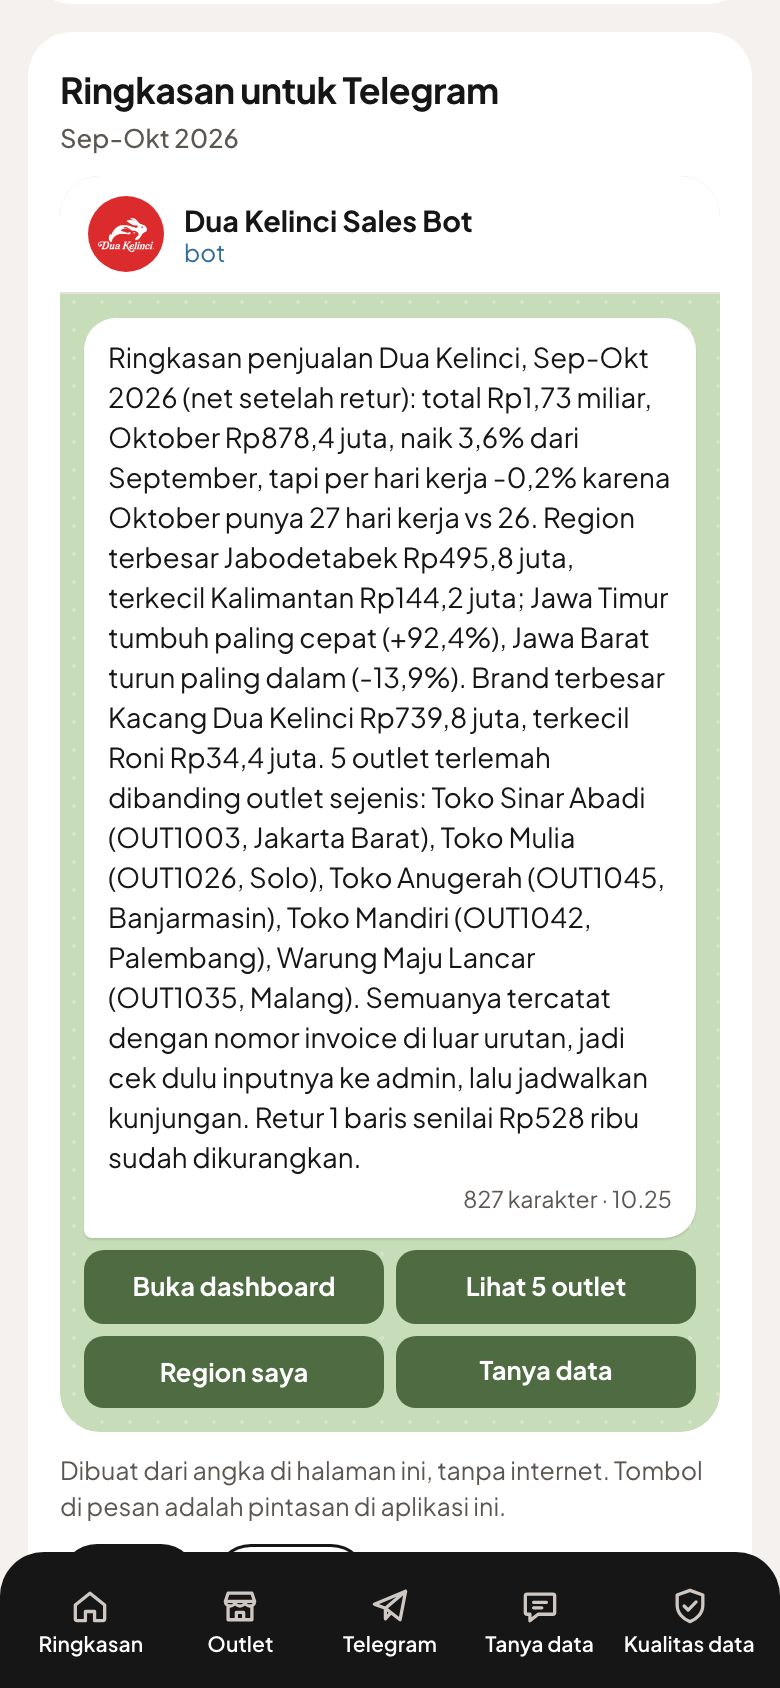 Ringkasan untuk Telegram
Sep-Okt 2026
Dua Kelinci
Dua Kelinci Sales Bot
bot
Ringkasan penjualan Dua Kelinci, Sep-Okt
2026 (net setelah retur): total Rp1,73 miliar,
Oktober Rp878,4 juta, naik 3,6% dari
September, tapi per hari kerja -0,2% karena
Oktober punya 27 hari kerja vs 26. Region
terbesar Jabodetabek Rp495,8 juta,
terkecil Kalimantan Rp144,2 juta; Jawa Timur
tumbuh paling cepat (+92,4%), Jawa Barat
turun paling dalam (-13,9%). Brand terbesar
Kacang Dua Kelinci Rp739,8 juta, terkecil
Roni Rp34,4 juta. 5 outlet terlemah
dibanding outlet sejenis: Toko Sinar Abadi
(OUT1003, Jakarta Barat), Toko Mulia
(OUT1026, Solo), Toko Anugerah (OUT1045,
Banjarmasin), Toko Mandiri (OUT1042,
Palembang), Warung Maju Lancar
(OUT1035, Malang). Semuanya tercatat
dengan nomor invoice di luar urutan, jadi
cek dulu inputnya ke admin, lalu jadwalkan
kunjungan. Retur 1 baris senilai Rp528 ribu
sudah dikurangkan.
827 karakter · 10.25
Buka dashboard
Lihat 5 outlet
Region saya
Tanya data
Dibuat dari angka di halaman ini, tanpa internet. Tombol
di pesan adalah pintasan di aplikasi ini.
Ringkasan
Outlet
Telegram
Tanya data
Kualitas data